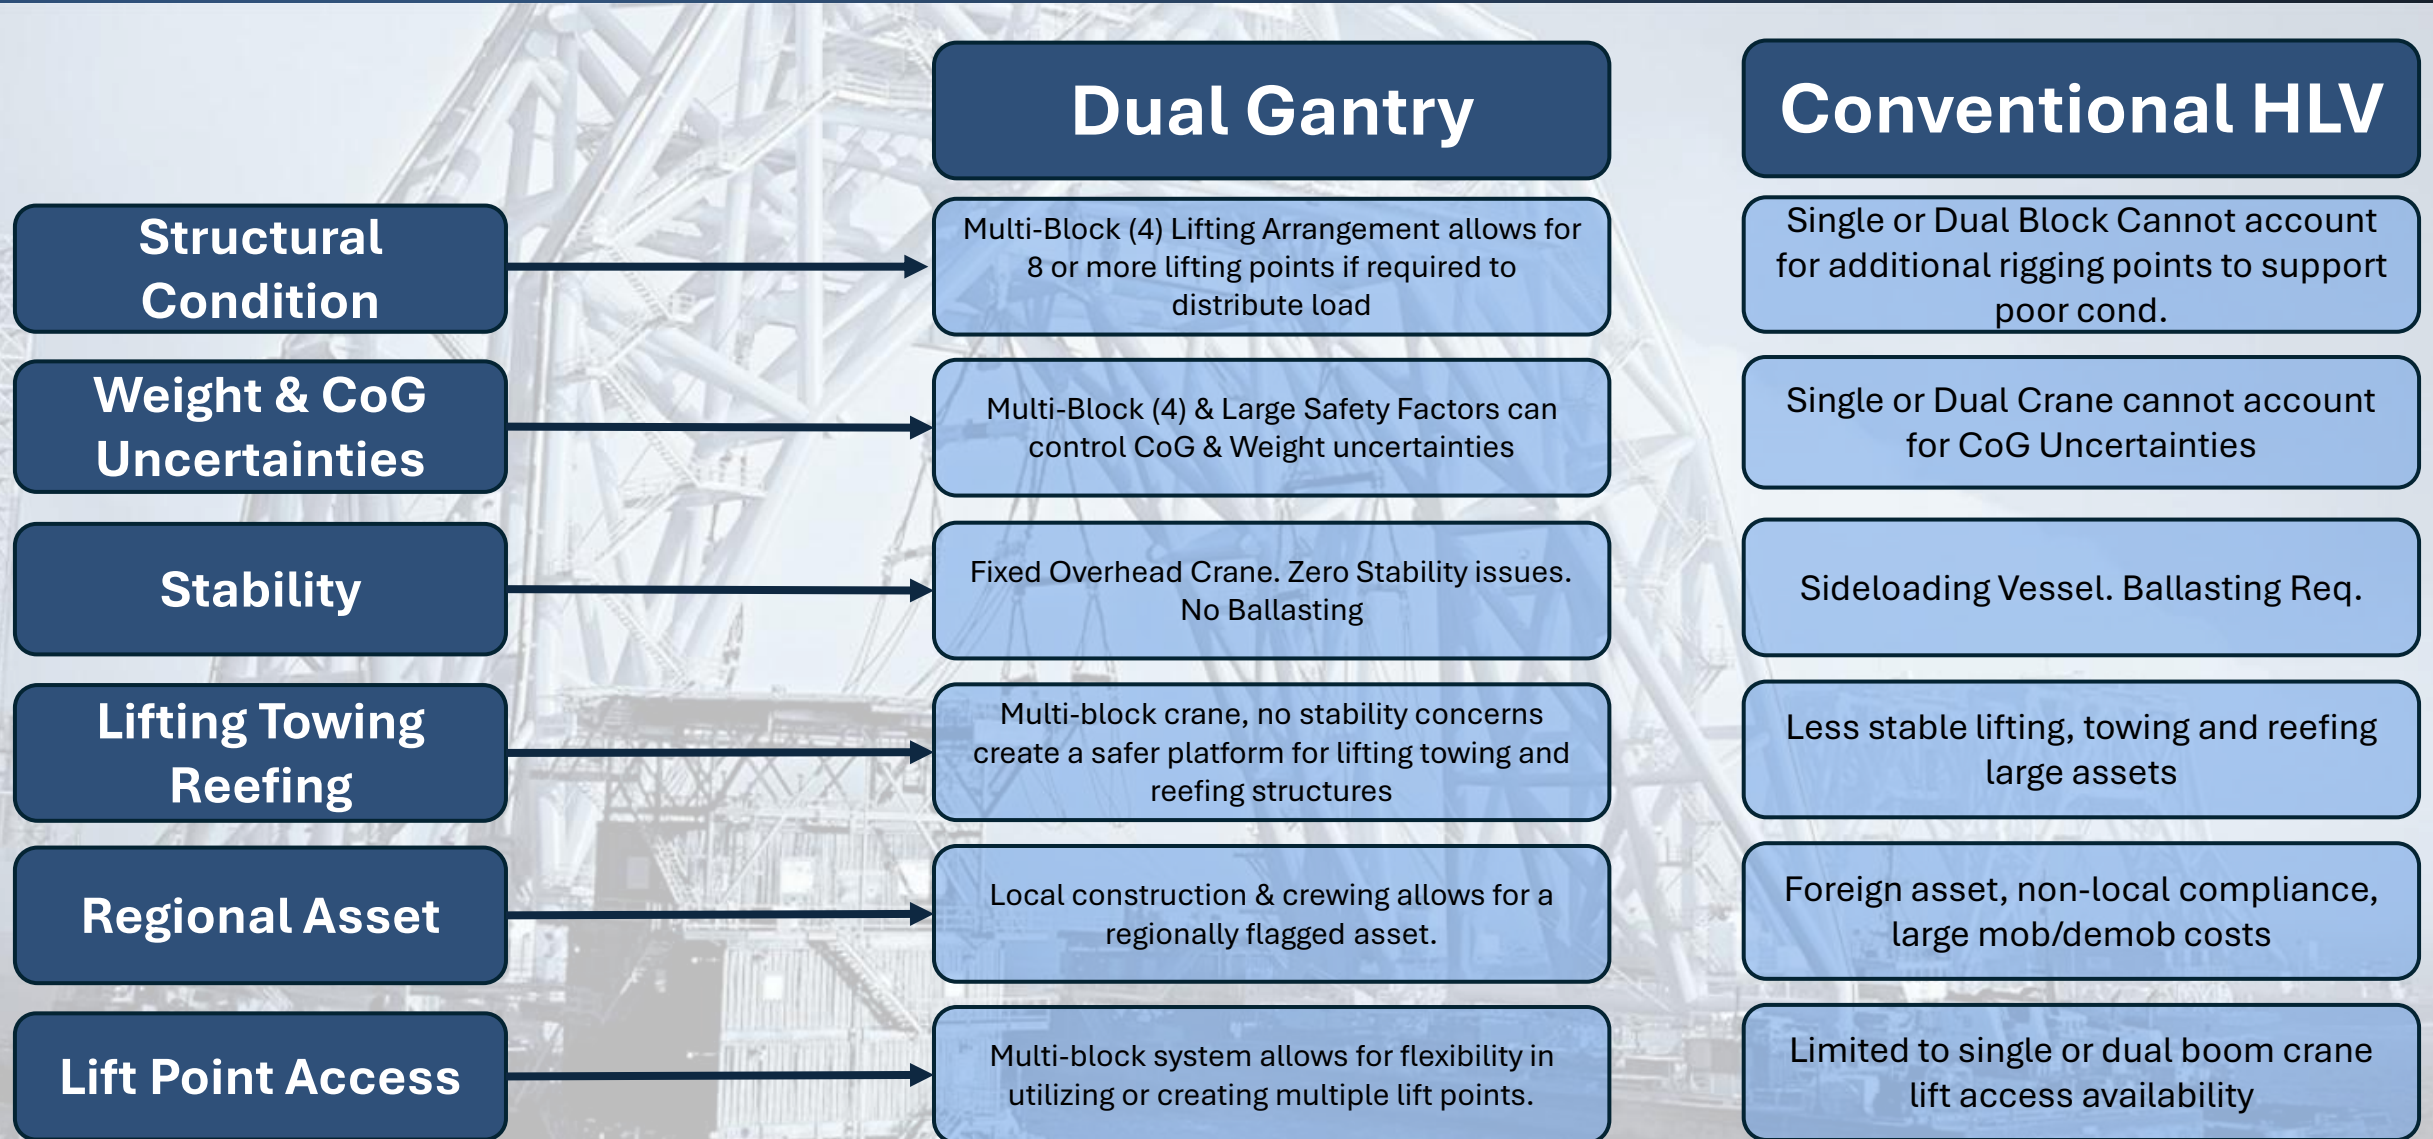 Dual Gantry
Conventional HLV
Structural
Condition
Multi-Block (4) Lifting Arrangement allows for
8 or more lifting points if required to
distribute load
Single or Dual Block Cannot account
for additional rigging points to support
poor cond.
Weight & CoG
Uncertainties
Multi-Block (4) & Large Safety Factors can
control CoG & Weight uncertainties
Single or Dual Crane cannot account
for CoG Uncertainties
Stability
Fixed Overhead Crane. Zero Stability issues.
No Ballasting
Sideloading Vessel. Ballasting Req.
Lifting Towing
Reefing
Multi-block crane, no stability concerns
create a safer platform for lifting towing and
reefing structures
Less stable lifting, towing and reefing
large assets
Regional Asset
Local construction & crewing allows for a
regionally flagged asset.
Foreign asset, non-local compliance,
large mob/demob costs
Lift Point Access
Multi-block system allows for flexibility in
utilizing or creating multiple lift points.
Limited to single or dual boom crane
lift access availability